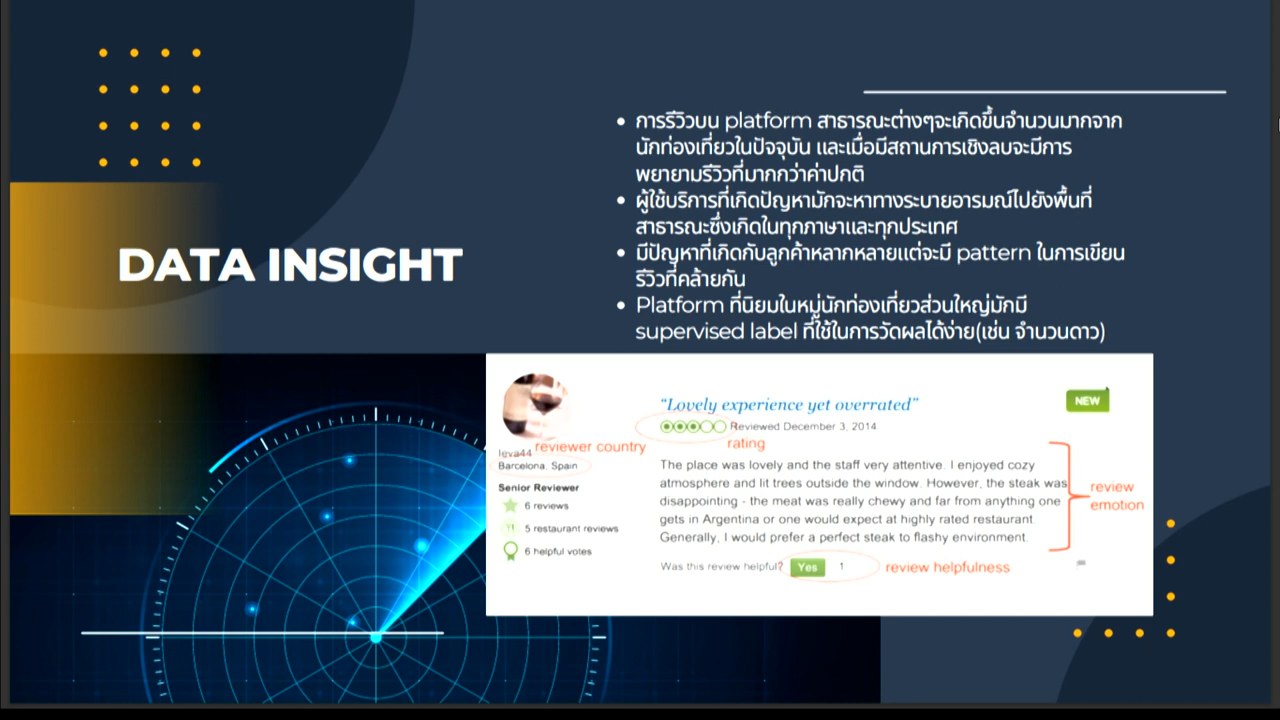 DATA INSIGHT
• การรีวิวบน platform สาธารณะต่างๆจะเกิดขึ้นจำนวนมากจาก
นักท่องเที่ยวในปัจจุบัน และเมื่อมีสถานการเชิงลบจะมีการ
พยายามรีวิวที่มากกว่าค่าปกติ
• ผู้ใช้บริการที่เกิดปัญหามักจะหาทางระบายอารมณ์ไปยังพื้นที่
สาธารณะซึ่งเกิดในทุกภาษาและทุกประเทศ
• มีปัญหาที่เกิดกับลูกค้าหลากหลายแต่จะมี pattern ในการเขียน
รีวิวที่คล้ายกัน
• Platform ที่นิยมในหมู่นักท่องเที่ยวส่วนใหญ่มักมี
supervised label ที่ใช้ในการวัดผลได้ง่าย(เช่น จำนวนดาว)
“Lovely experience yet overrated”
NEW
Reviewed December 3, 2014
rating
Ieva44
reviewer country
Barcelona, Spain
Senior Reviewer
6 reviews
5 restaurant reviews
6 helpful votes
The place was lovely and the staff very attentive. I enjoyed cozy
atmosphere and lit trees outside the window. However, the steak was
disappointing - the meat was really chewy and far from anything one
gets in Argentina or one would expect at highly rated restaurant.
Generally, I would prefer a perfect steak to flashy environment.
review
emotion
Was this review helpful? Yes 1
review helpfulness